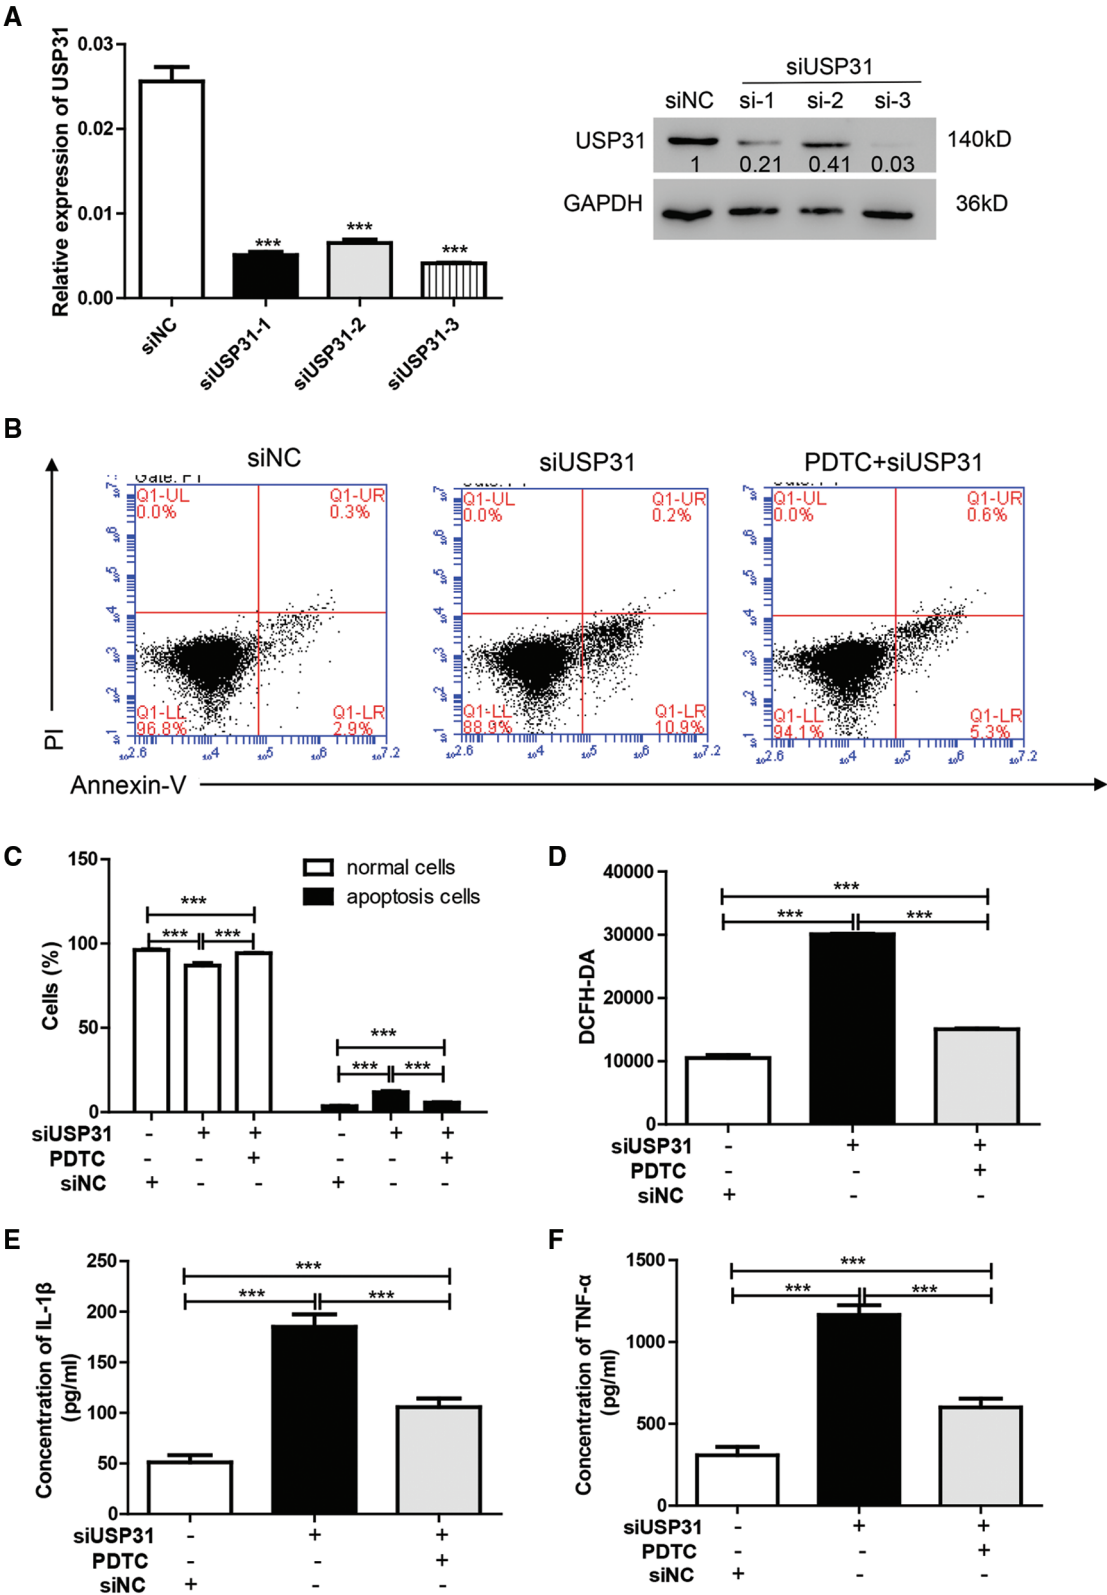 A
Relative expression of USP31
0.03
0.02
0.01
0.00
***
***
***
siNC
siUSP31-1
siUSP31-2
siUSP31-3
siUSP31
siNC si-1 si-2 si-3
USP31 140kD
1 0.21 0.41 0.03
GAPDH 36kD
B
siNC siUSP31 PDTC+siUSP31
PI
Q1-UL Q1-UR
0.0% 0.3%
Q1-LL Q1-LR
96.8% 2.9%
Q1-UL Q1-UR
0.0% 0.2%
Q1-LL Q1-LR
88.9% 10.9%
Q1-UL Q1-UR
0.0% 0.6%
Q1-LL Q1-LR
94.1% 5.3%
Annexin-V
C
Cells (%)
150
100
50
0
normal cells
apoptosis cells
***
*** ***
***
*** ***
siUSP31 - + + - + +
PDTC - - + - - +
siNC + - - + - -
D
DCFH-DA
40000
30000
20000
10000
0
***
*** ***
siUSP31 - + +
PDTC - - +
siNC + - -
E
Concentration of IL-1β
(pg/ml)
250
200
150
100
50
0
***
*** ***
siUSP31 - + +
PDTC - - +
siNC + - -
F
Concentration of TNF-α
(pg/ml)
1500
1000
500
0
***
*** ***
siUSP31 - + +
PDTC - - +
siNC + - -